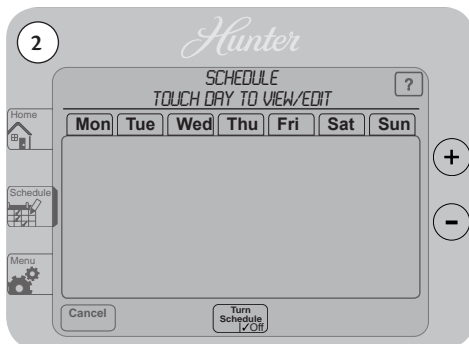 2
Hunter
SCHEDULE
TOUCH DAY TO VIEW/EDIT
?
Home
Mon Tue Wed Thu Fri Sat Sun
+
Schedule
-
Menu
Cancel
Turn
Schedule
✓Off